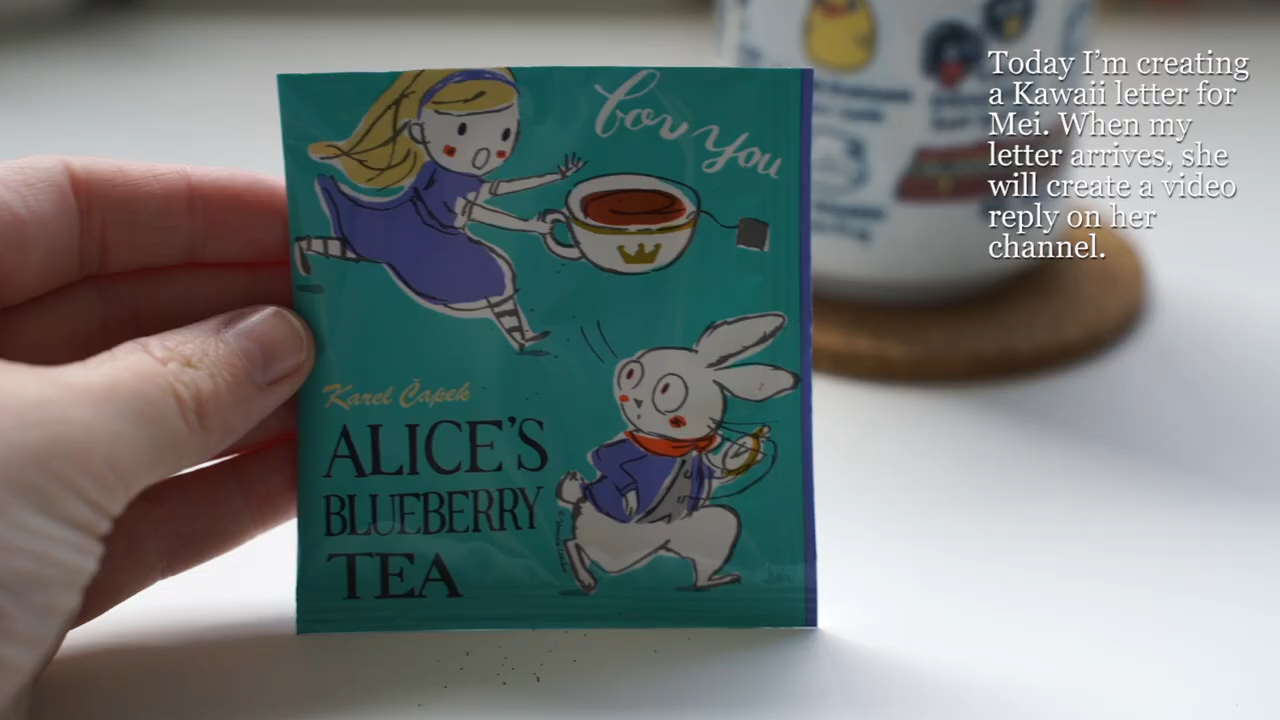 for you
Karel Čapek
ALICE'S
BLUEBERRY
TEA
Today I'm creating
a Kawaii letter for
Mei. When my
letter arrives, she
will create a video
reply on her
channel.